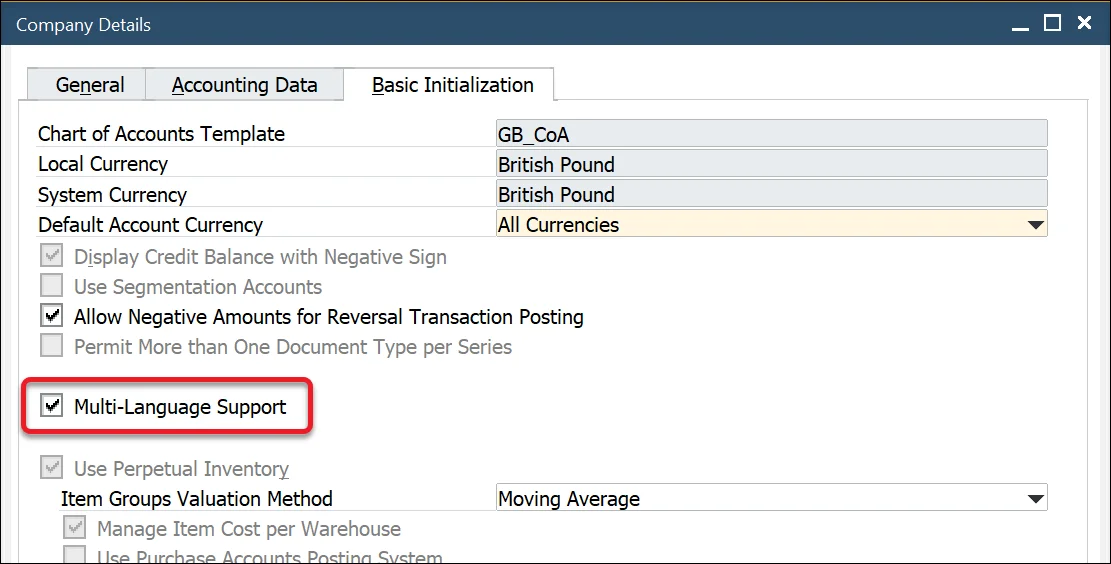 Company Details
General Accounting Data Basic Initialization
Chart of Accounts Template GB_CoA
Local Currency British Pound
System Currency British Pound
Default Account Currency All Currencies
Display Credit Balance with Negative Sign
Use Segmentation Accounts
Allow Negative Amounts for Reversal Transaction Posting
Permit More than One Document Type per Series
Multi-Language Support
Use Perpetual Inventory
Item Groups Valuation Method Moving Average
Manage Item Cost per Warehouse
Use Purchase Accounts Posting System